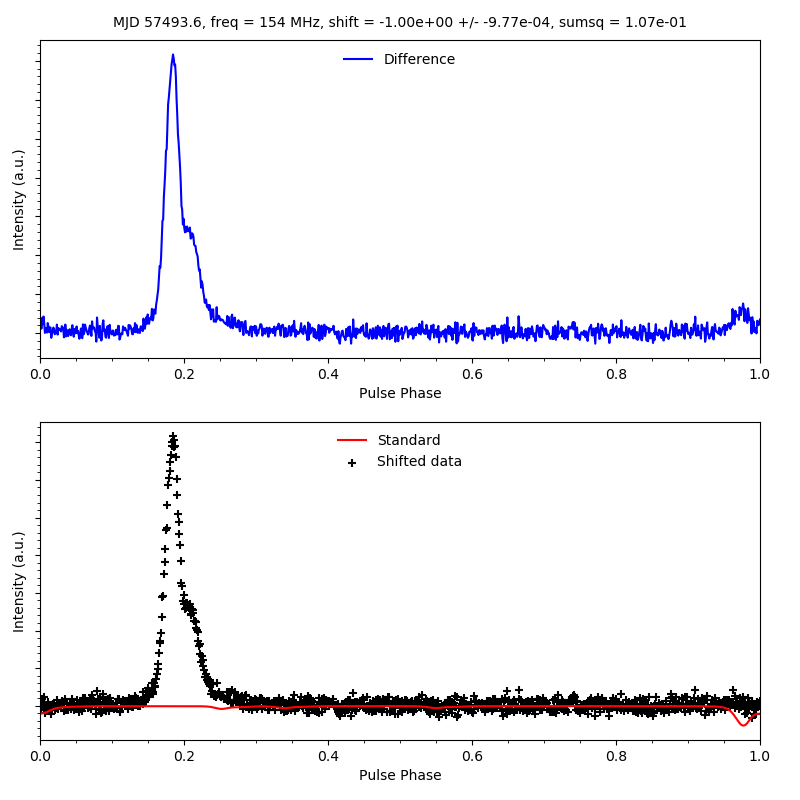 MJD 57493.6, freq = 154 MHz, shift = -1.00e+00 +/- -9.77e-04, sumsq = 1.07e-01
Difference
Intensity (a.u.)
0.0 0.2 0.4 0.6 0.8 1.0
Pulse Phase
Standard
Shifted data
Intensity (a.u.)
0.0 0.2 0.4 0.6 0.8 1.0
Pulse Phase